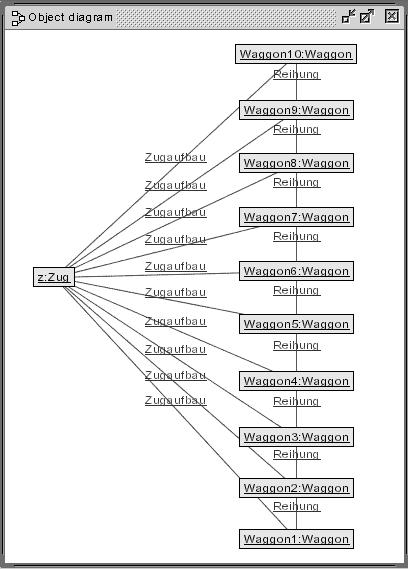 Object diagram
Waggon10:Waggon
Reihung
Waggon9:Waggon
Reihung
Zugaufbau
Waggon8:Waggon
Reihung
Zugaufbau
Zugaufbau
Waggon7:Waggon
Reihung
Zugaufbau
Zugaufbau
Waggon6:Waggon
z:Zug
Reihung
Zugaufbau
Zugaufbau
Waggon5:Waggon
Reihung
Zugaufbau
Zugaufbau
Waggon4:Waggon
Reihung
Zugaufbau
Waggon3:Waggon
Reihung
Waggon2:Waggon
Reihung
Waggon1:Waggon